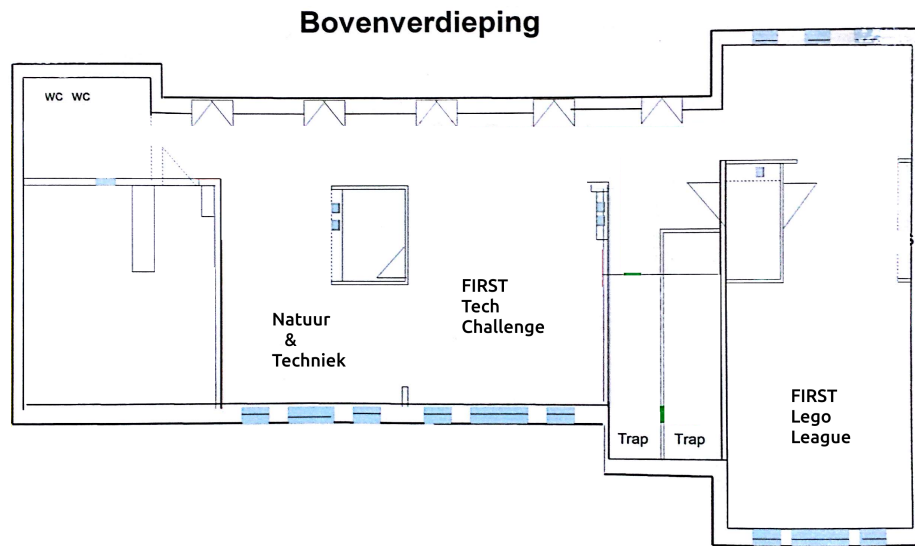 Bovenverdieping
WC WC
Natuur
&
Techniek
FIRST
Tech
Challenge
Trap
Trap
FIRST
Lego
League